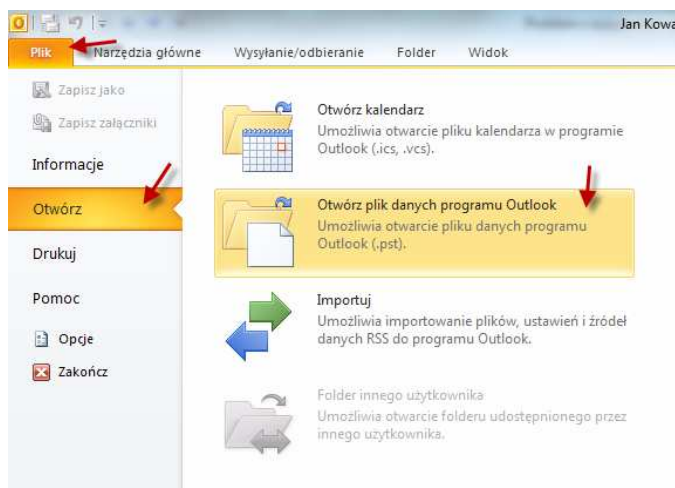 Jan Kowa
Plik Narzędzia główne Wysyłanie/odbieranie Folder Widok
Zapisz jako
Zapisz załączniki
Informacje
Otwórz
Drukuj
Pomoc
Opcje
Zakończ
Otwórz kalendarz
Umożliwia otwarcie pliku kalendarza w programie
Outlook (.ics, .vcs).
Otwórz plik danych programu Outlook
Umożliwia otwarcie pliku danych programu
Outlook (.pst).
Importuj
Umożliwia importowanie plików, ustawień i źródeł
danych RSS do programu Outlook.
Folder innego użytkownika
Umożliwia otwarcie folderu udostępnionego przez
innego użytkownika.